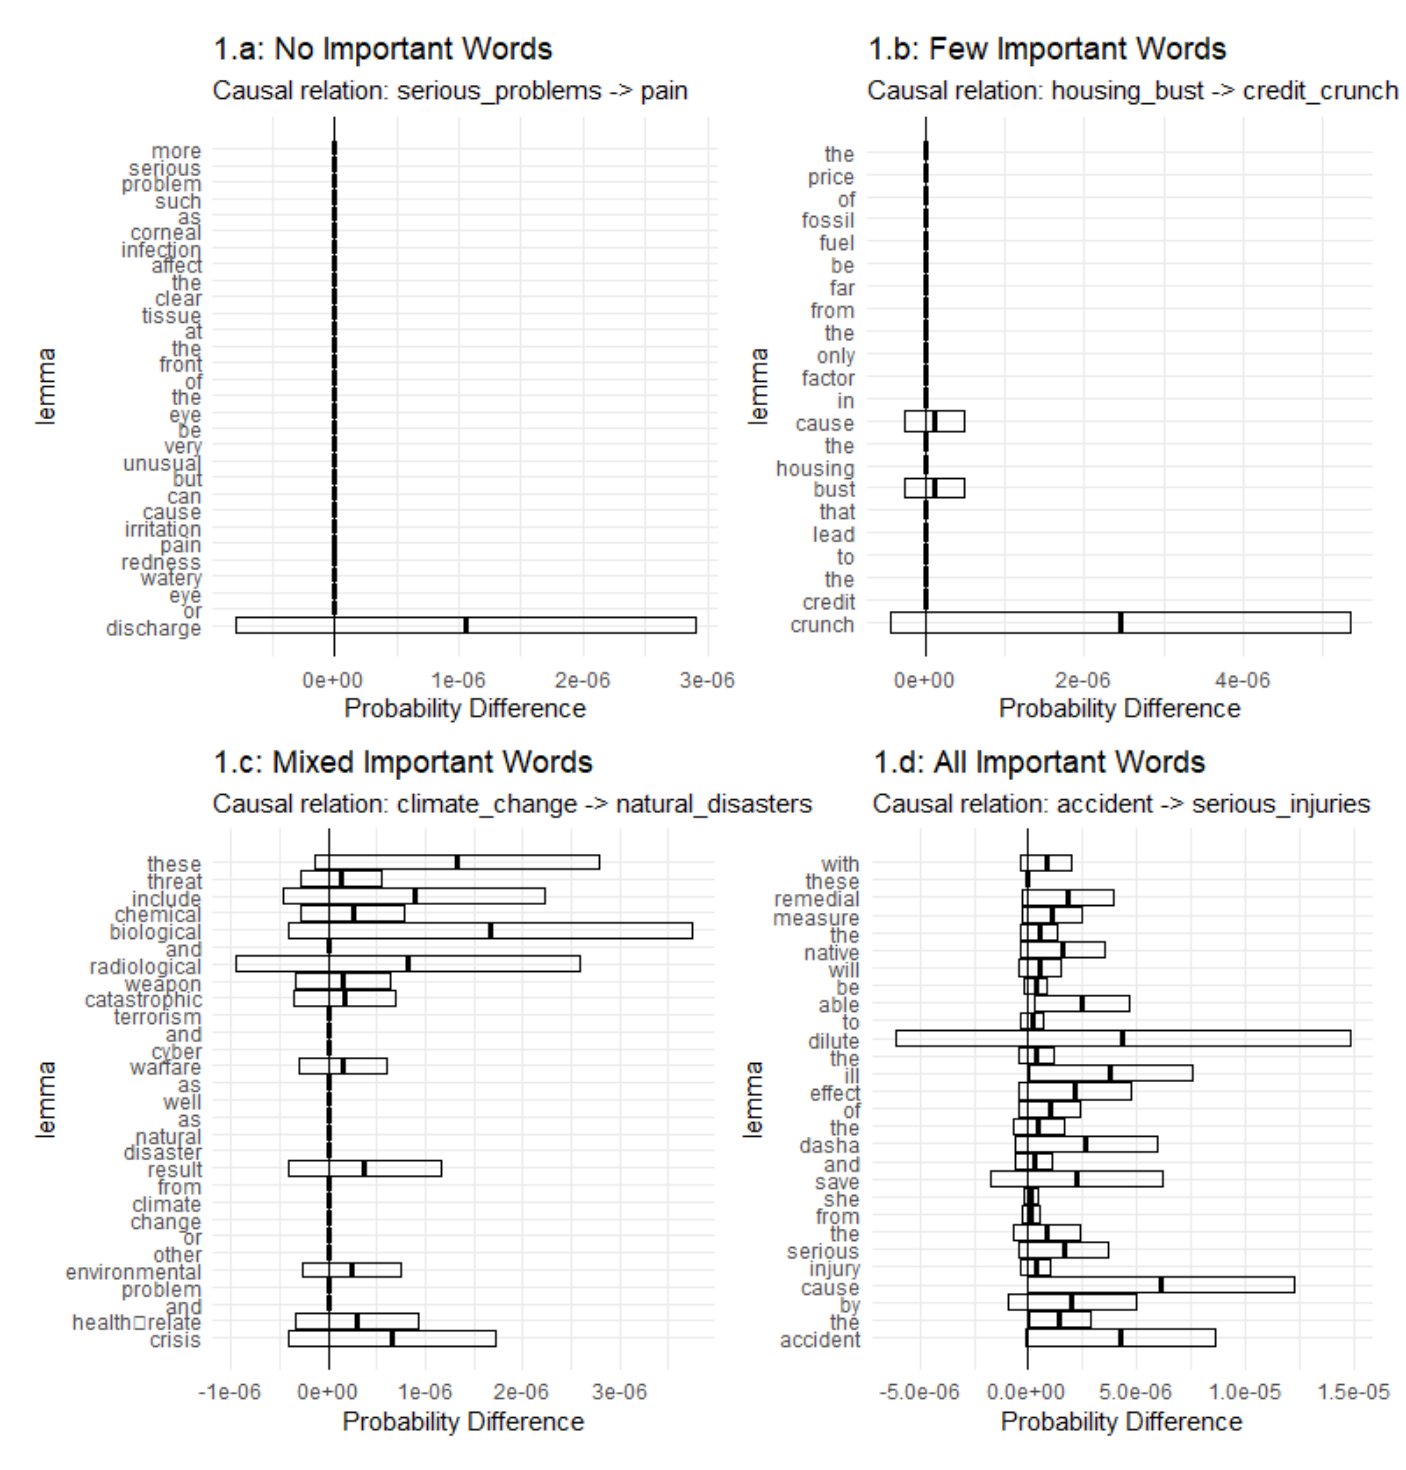 1.a: No Important Words
Causal relation: serious_problems -> pain
lemma
more
serious
problem
such
as
corneal
infection
affect
the
clear
tissue
at
the
front
of
the
eye
be
very
unusual
but
can
cause
irritation
pain
redness
watery
eye
or
discharge
0e+00 1e-06 2e-06 3e-06
Probability Difference
1.b: Few Important Words
Causal relation: housing_bust -> credit_crunch
lemma
the
price
of
fossil
fuel
be
far
from
the
only
factor
in
cause
the
housing
bust
that
lead
to
the
credit
crunch
0e+00 2e-06 4e-06
Probability Difference
1.c: Mixed Important Words
Causal relation: climate_change -> natural_disasters
lemma
these
threat
include
chemical
biological
and
radiological
weapon
catastrophic
terrorism
and
cyber
warfare
as
well
as
natural
disaster
result
from
climate
change
or
other
environmental
problem
and
health□relate
crisis
-1e-06 0e+00 1e-06 2e-06 3e-06
Probability Difference
1.d: All Important Words
Causal relation: accident -> serious_injuries
lemma
with
these
remedial
measure
the
native
will
be
able
to
dilute
the
ill
effect
of
the
dasha
and
save
she
from
the
serious
injury
cause
by
the
accident
-5.0e-06 0.0e+00 5.0e-06 1.0e-05 1.5e-05
Probability Difference